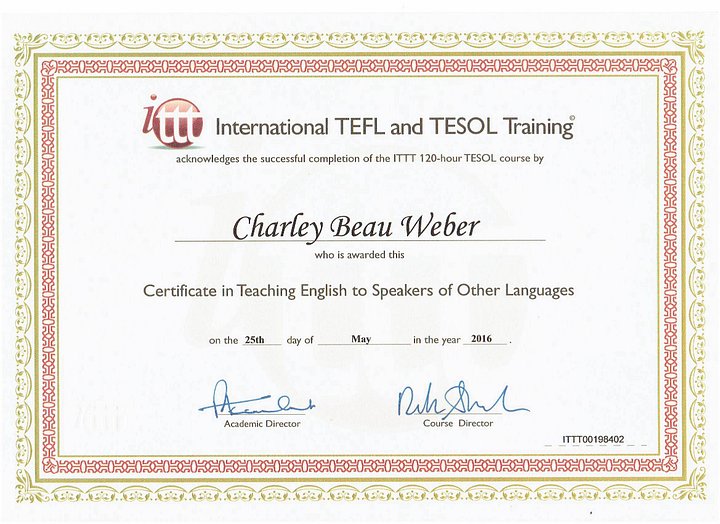 ittt International TEFL and TESOL Training©
acknowledges the successful completion of the ITTT 120-hour TESOL course by
Charley Beau Weber
who is awarded this
Certificate in Teaching English to Speakers of Other Languages
on the 25th day of May in the year 2016 .
Academic Director Course Director
ITTT00198402